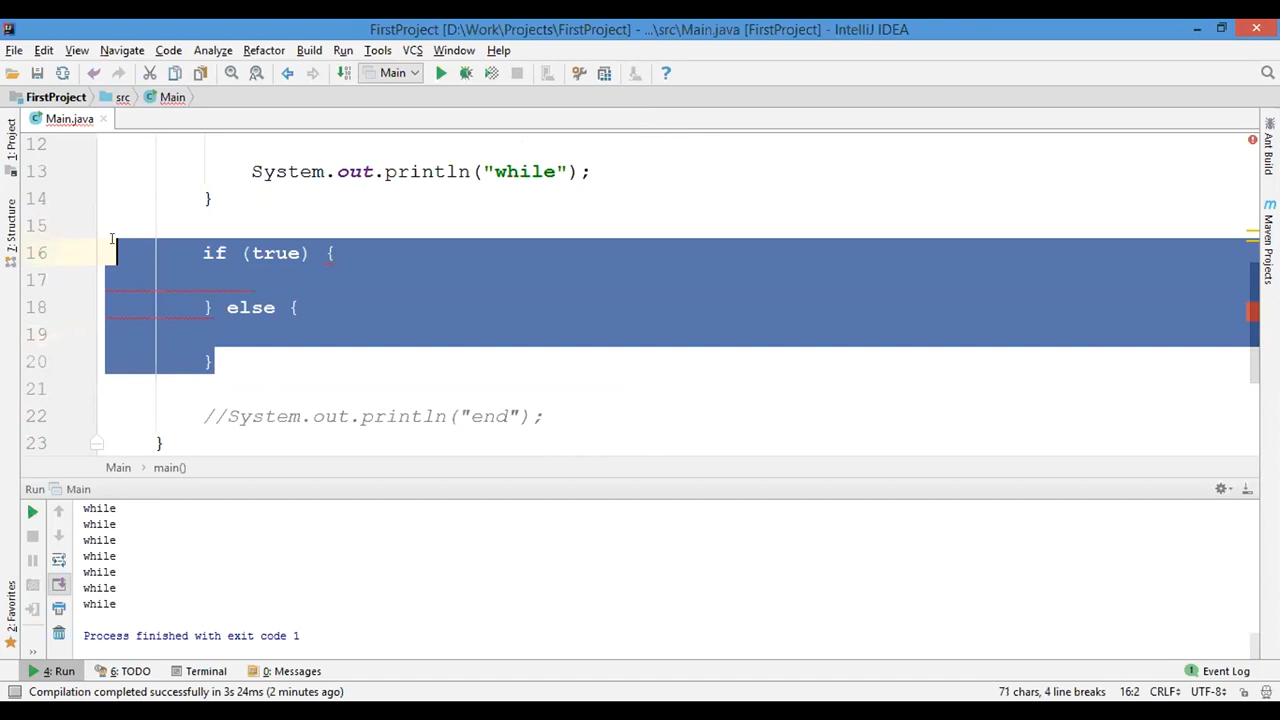 FirstProject [D:\Work\Projects\FirstProject] - ...\src\Main.java [FirstProject] - IntelliJ IDEA
File Edit View Navigate Code Analyze Refactor Build Run Tools VCS Window Help
Main
FirstProject src Main
Main.java
12
13 System.out.println("while");
14 }
15
16 if (true) {
17
18 } else {
19
20 }
21
22 //System.out.println("end");
23 }
Main main()
Run Main
while
while
while
while
while
while
while
Process finished with exit code 1
1: Project
7: Structure
2: Favorites
Ant Build
Maven Projects
4: Run 6: TODO Terminal 0: Messages Event Log
Compilation completed successfully in 3s 24ms (2 minutes ago) 71 chars, 4 line breaks 16:2 CRLF UTF-8